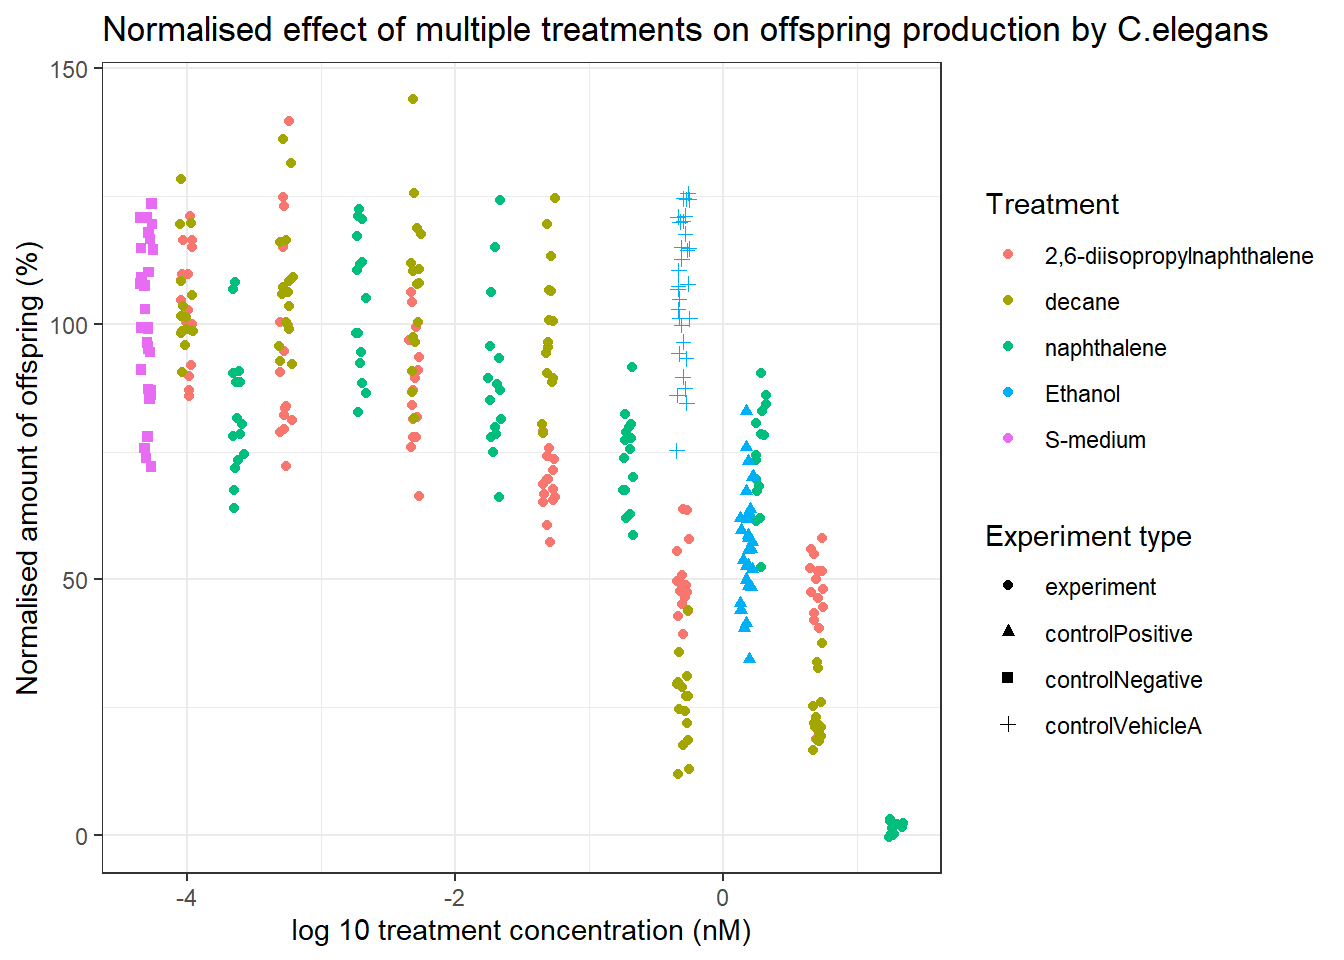 Normalised effect of multiple treatments on offspring production by C.elegans
Normalised amount of offspring (%)
150
100
50
0
-4
-2
0
log 10 treatment concentration (nM)
Treatment
2,6-diisopropylnaphthalene
decane
naphthalene
Ethanol
S-medium
Experiment type
experiment
controlPositive
controlNegative
controlVehicleA